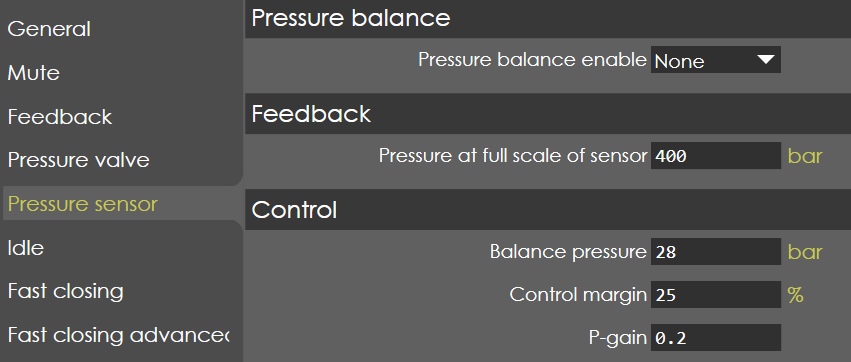 General
Mute
Feedback
Pressure valve
Pressure sensor
Idle
Fast closing
Fast closing advanced
Pressure balance
Pressure balance enable None
Feedback
Pressure at full scale of sensor 400 bar
Control
Balance pressure 28 bar
Control margin 25 %
P-gain 0.2